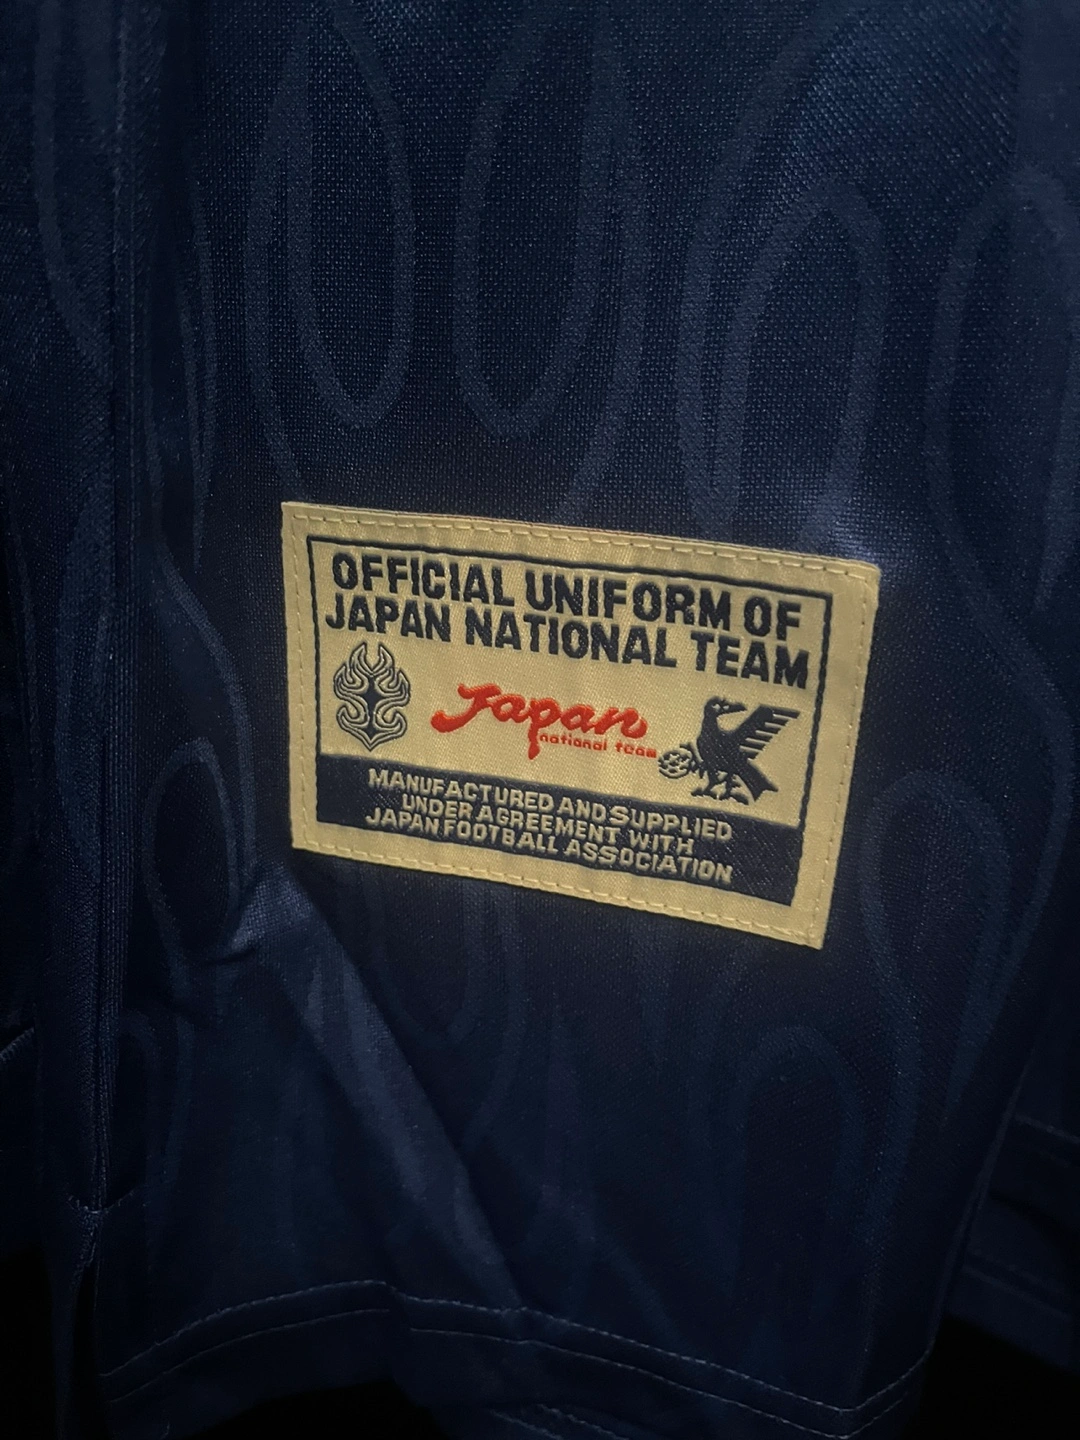 OFFICIAL UNIFORM OF
JAPAN NATIONAL TEAM
Japan
national team
MANUFACTURED AND SUPPLIED
UNDER AGREEMENT WITH
JAPAN FOOTBALL ASSOCIATION